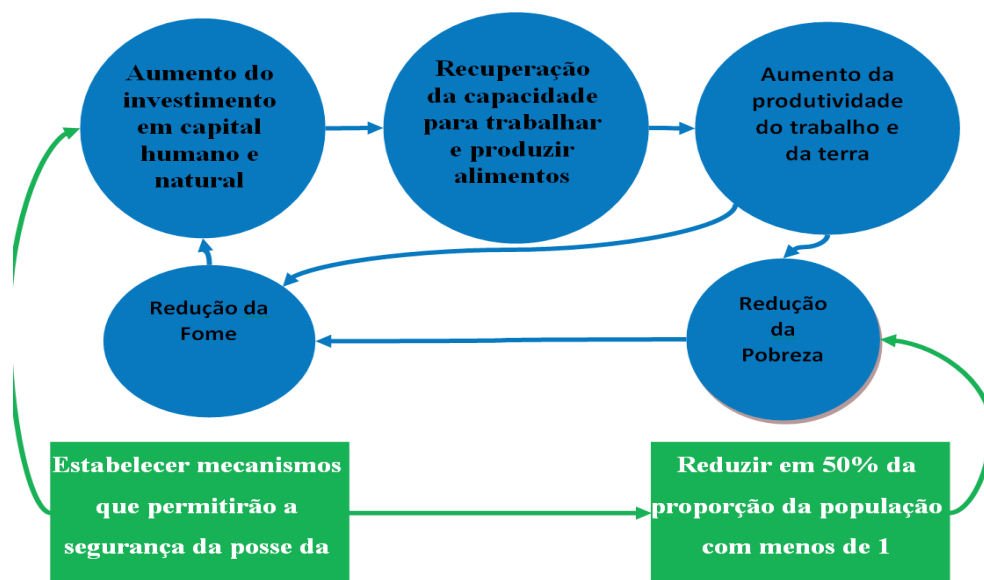 Aumento do
investimento
em capital
humano e
natural
Recuperação
da capacidade
para trabalhar
e produzir
alimentos
Aumento da
produtividade
do trabalho e
da terra
Redução da
Fome
Redução
da
Pobreza
Estabelecer mecanismos
que permitirão a
segurança da posse da
Reduzir em 50% da
proporção da população
com menos de 1